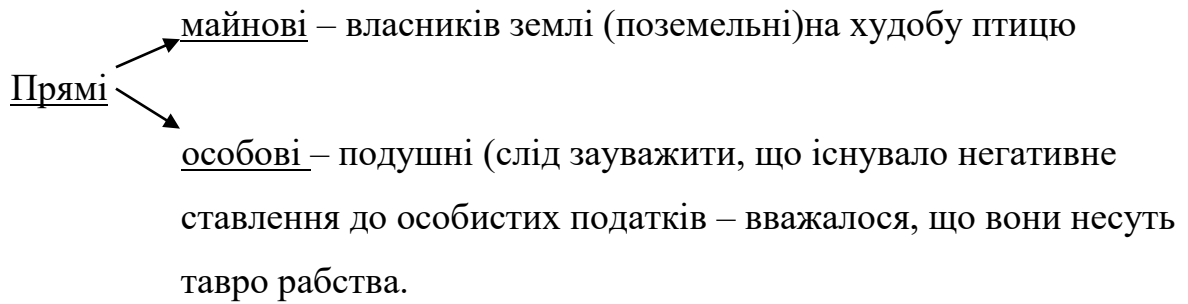 майнові – власників землі (поземельні)на худобу птицю
Прямі
особові – подушні (слід зауважити, що існувало негативне
ставлення до особистих податків – вважалося, що вони несуть
тавро рабства.